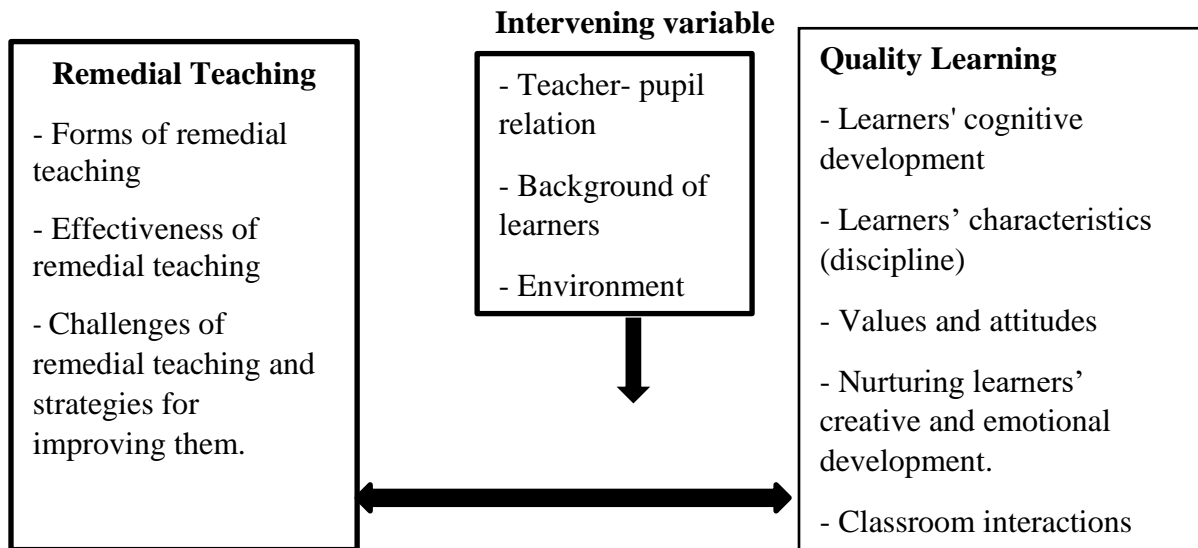 Remedial Teaching
- Forms of remedial
teaching
- Effectiveness of
remedial teaching
- Challenges of
remedial teaching and
strategies for
improving them.
Intervening variable
- Teacher- pupil
relation
- Background of
learners
- Environment
Quality Learning
- Learners' cognitive
development
- Learners’ characteristics
(discipline)
- Values and attitudes
- Nurturing learners’
creative and emotional
development.
- Classroom interactions